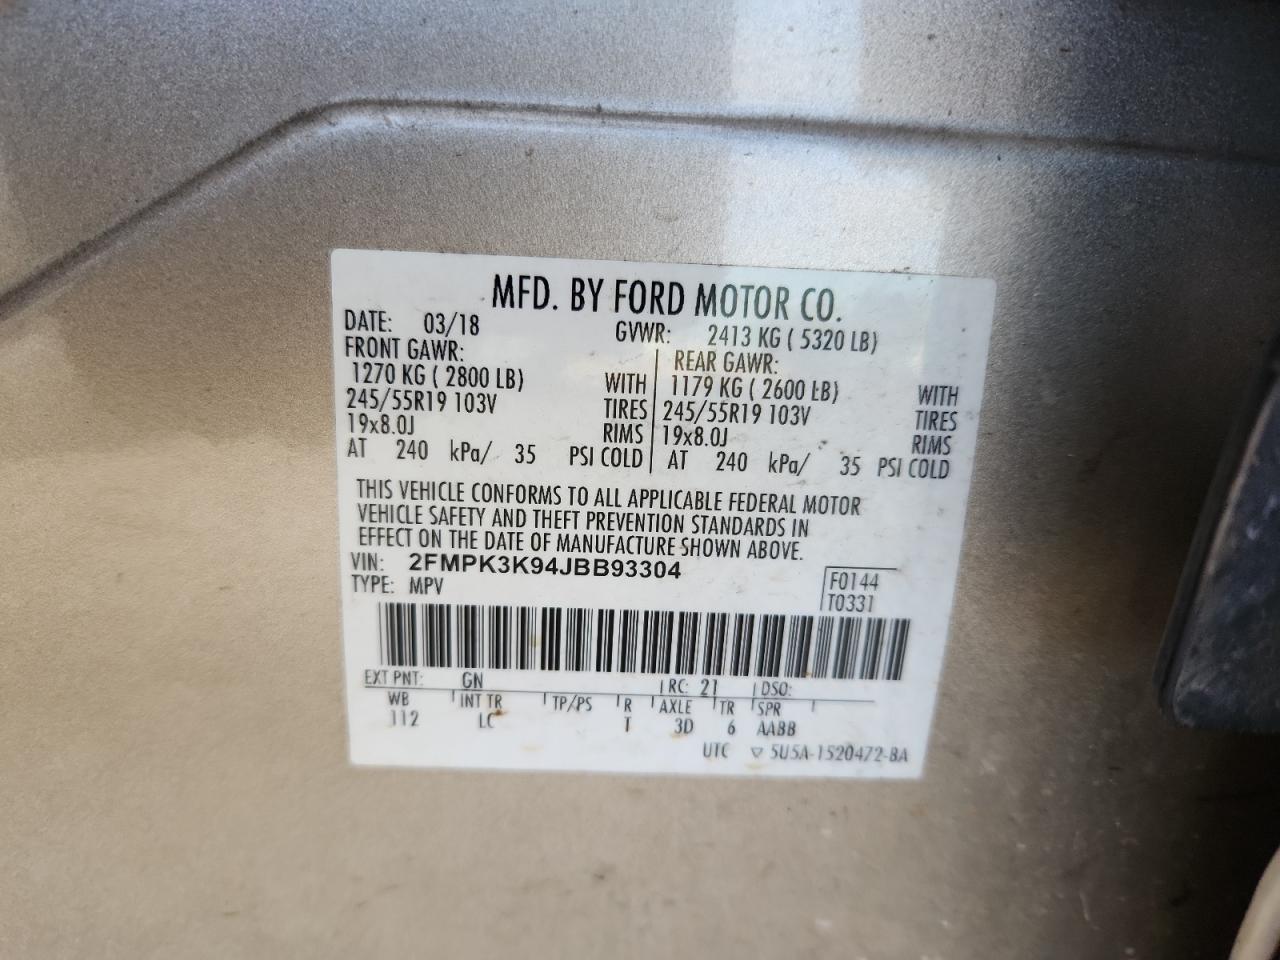 MFD. BY FORD MOTOR CO.
DATE: 03/18 GVWR: 2413 KG ( 5320 LB)
FRONT GAWR: REAR GAWR:
1270 KG ( 2800 LB) WITH 1179 KG ( 2600 LB) WITH
245/55R19 103V TIRES 245/55R19 103V TIRES
19x8.0J RIMS 19x8.0J RIMS
AT 240 kPa/ 35 PSI COLD AT 240 kPa/ 35 PSI COLD
THIS VEHICLE CONFORMS TO ALL APPLICABLE FEDERAL MOTOR
VEHICLE SAFETY AND THEFT PREVENTION STANDARDS IN
EFFECT ON THE DATE OF MANUFACTURE SHOWN ABOVE.
VIN: 2FMPK3K94JBB93304
TYPE: MPV F0144
T0331
EXT PNT: GN RC: 21 DSO:
WB INT TR TP/PS R AXLE TR SPR
112 LC T 3D 6 AABB
UTC ▽ 5U5A-1520472-BA